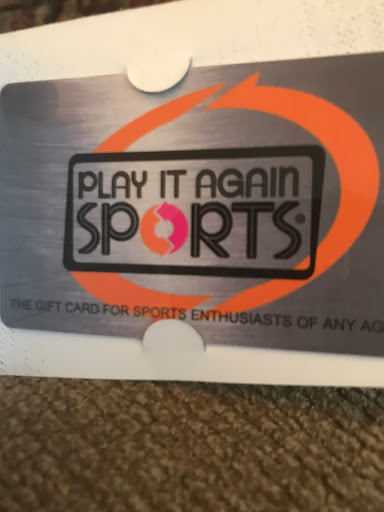 PLAY IT AGAIN
SPORTS®
THE GIFT CARD FOR SPORTS ENTHUSIASTS OF ANY AG